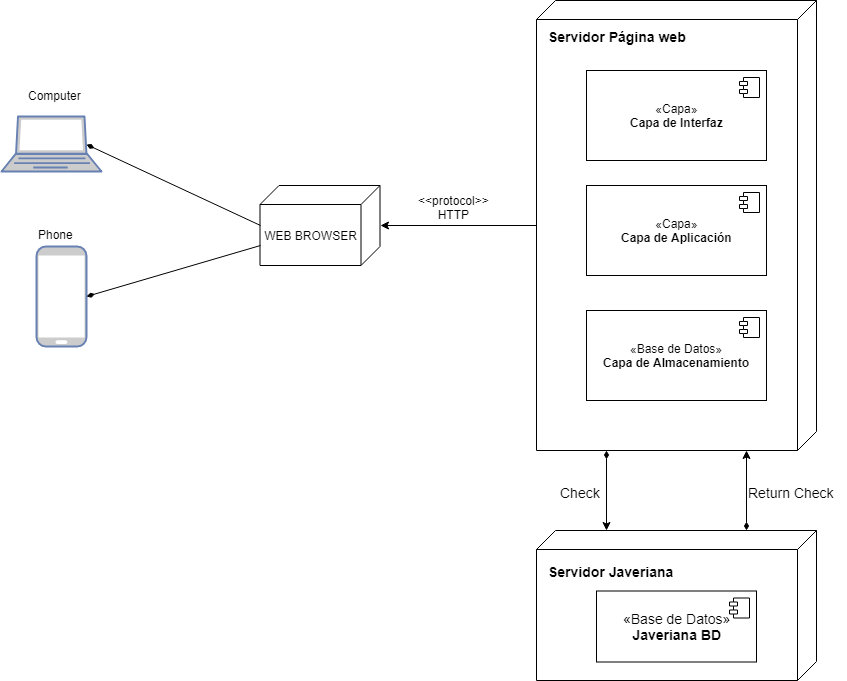 Servidor Página web
«Capa»
Capa de Interfaz
Computer
<<protocol>>
HTTP
«Capa»
Capa de Aplicación
Phone
WEB BROWSER
«Base de Datos»
Capa de Almacenamiento
Check
Return Check
Servidor Javeriana
«Base de Datos»
Javeriana BD